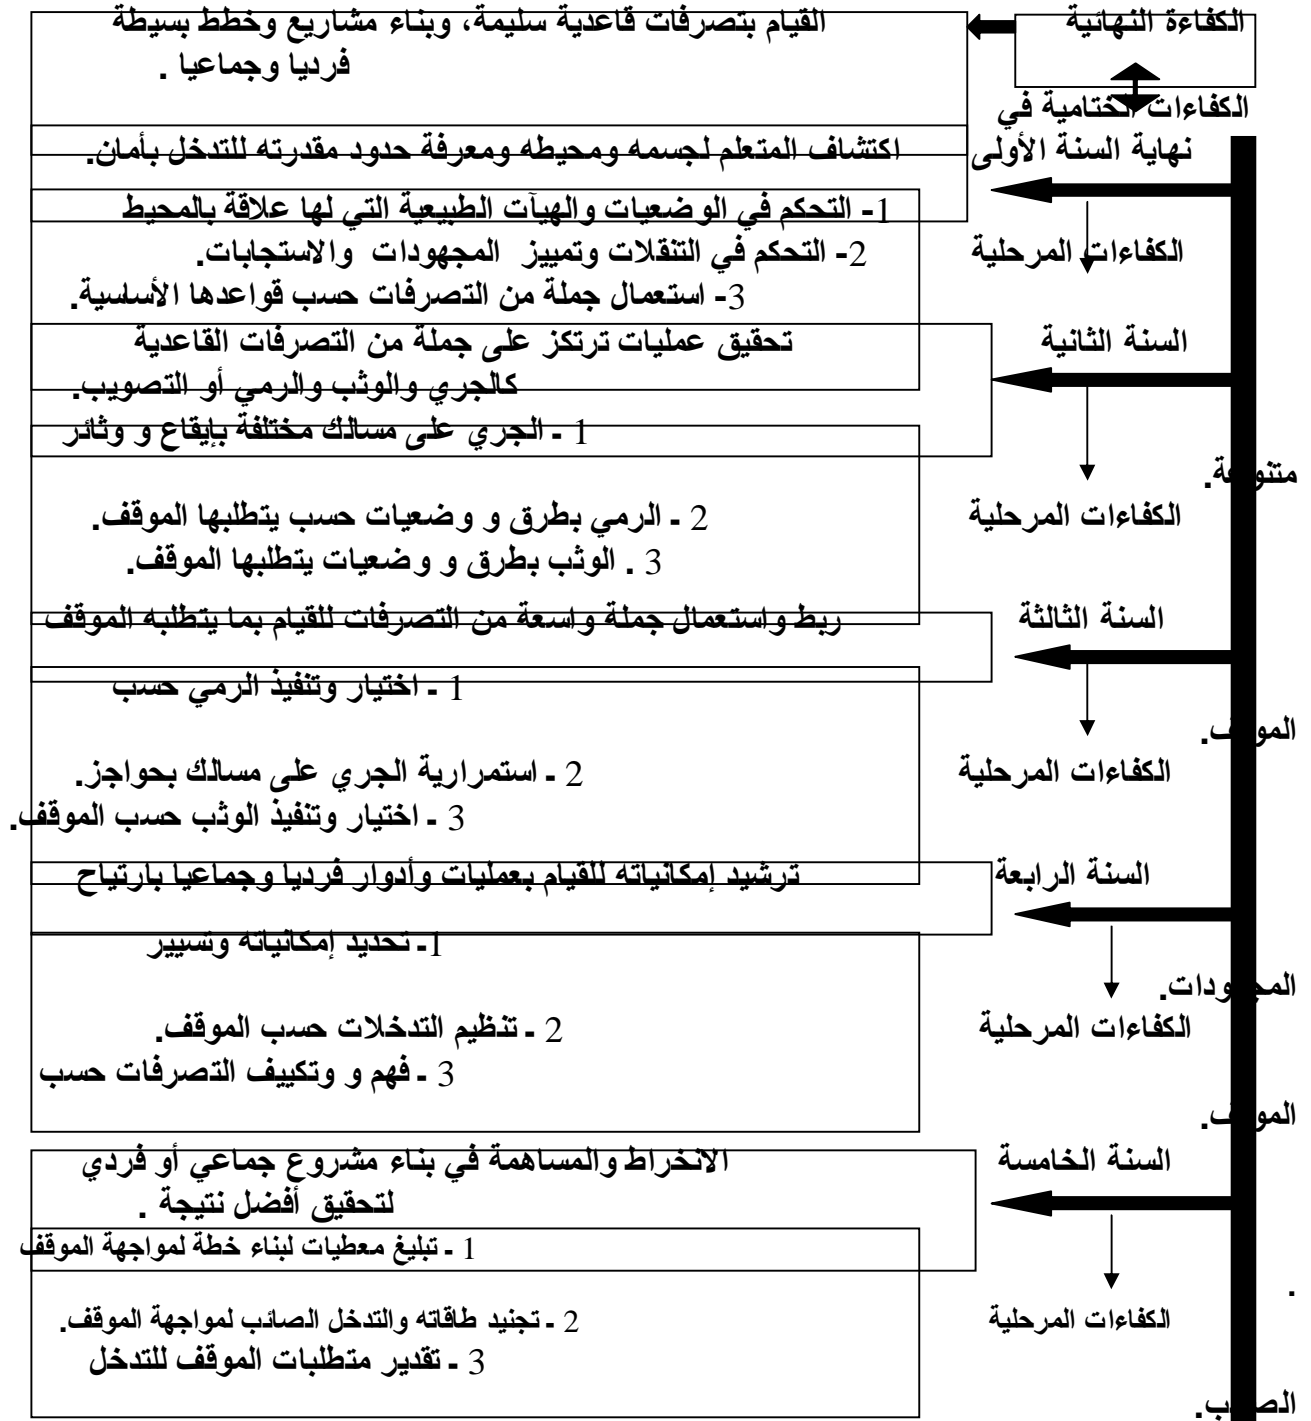 الكفاءة النهائية
القيام بتصرفات قاعدية سليمة، وبناء مشاريع وخطط بسيطة
فرديا وجماعيا .
الكفاءات الختامية في
نهاية السنة الأولى
اكتشاف المتعلم لجسمه ومحيطه ومعرفة حدود مقدرته للتدخل بأمان.
1- التحكم في الوضعيات والهيآت الطبيعية التي لها علاقة بالمحيط
الكفاءات المرحلية
2- التحكم في التنقلات وتمييز المجهودات والاستجابات.
3- استعمال جملة من التصرفات حسب قواعدها الأساسية.
السنة الثانية
تحقيق عمليات ترتكز على جملة من التصرفات القاعدية
كالجري والوثب والرمي أو التصويب.
1 - الجري على مسالك مختلفة بإيقاع و وثائر
متنوعة.
الكفاءات المرحلية
2 - الرمي بطرق و وضعيات حسب يتطلبها الموقف.
3 . الوثب بطرق و وضعيات يتطلبها الموقف.
السنة الثالثة
ربط واستعمال جملة واسعة من التصرفات للقيام بما يتطلبه الموقف
1 - اختيار وتنفيذ الرمي حسب
الموقف.
الكفاءات المرحلية
2 - استمرارية الجري على مسالك بحواجز.
3 - اختيار وتنفيذ الوثب حسب الموقف.
السنة الرابعة
ترشيد إمكانياته للقيام بعمليات وأدوار فرديا وجماعيا بارتياح
1- تحديد إمكانياته وتسيير
المجهودات.
الكفاءات المرحلية
2 - تنظيم التدخلات حسب الموقف.
3 - فهم و وتكييف التصرفات حسب
الموقف.
السنة الخامسة
الانخراط والمساهمة في بناء مشروع جماعي أو فردي
لتحقيق أفضل نتيجة .
1 - تبليغ معطيات لبناء خطة لمواجهة الموقف
.
الكفاءات المرحلية
2 - تجنيد طاقاته والتدخل الصائب لمواجهة الموقف.
3 - تقدير متطلبات الموقف للتدخل
الصائب.